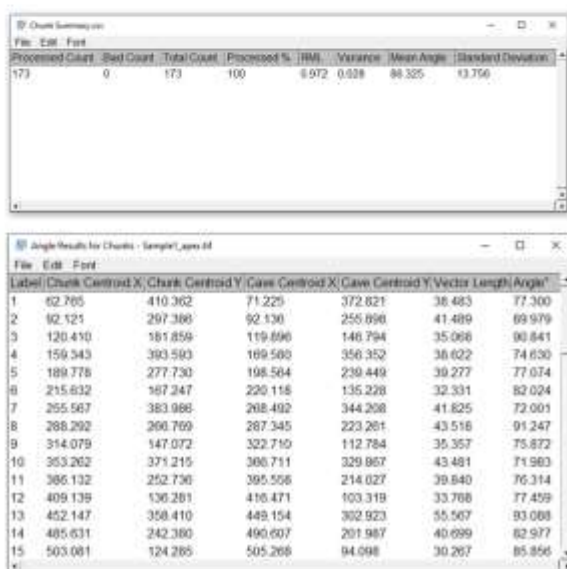 Chunk Summary.csv
File Edit Font
Processed Count Bad Count Total Count Processed % RML Variance Mean Angle Standard Deviation
173 0 173 100 0.972 0.028 88.325 13.756
Angle Results for Chunks - Sample1_apex.tif
File Edit Font
Label Chunk Centroid X Chunk Centroid Y Cave Centroid X Cave Centroid Y Vector Length Angle°
1 62.765 410.362 71.225 372.821 38.483 77.300
2 92.121 297.386 92.136 255.898 41.489 89.979
3 120.410 181.859 119.896 146.794 35.068 90.841
4 159.343 393.593 169.580 356.352 38.622 74.630
5 189.778 277.730 198.564 239.449 39.277 77.074
6 215.632 167.247 220.118 135.228 32.331 82.024
7 255.567 383.986 268.492 344.208 41.825 72.001
8 288.292 266.769 287.345 223.261 43.518 91.247
9 314.079 147.072 322.710 112.784 35.357 75.872
10 353.262 371.215 366.711 329.867 43.481 71.983
11 386.132 252.736 395.558 214.027 39.840 76.314
12 409.139 136.281 416.471 103.319 33.768 77.459
13 452.147 358.410 449.154 302.923 55.567 93.088
14 485.631 242.380 490.607 201.987 40.699 82.977
15 503.081 124.285 505.268 94.098 30.267 85.856